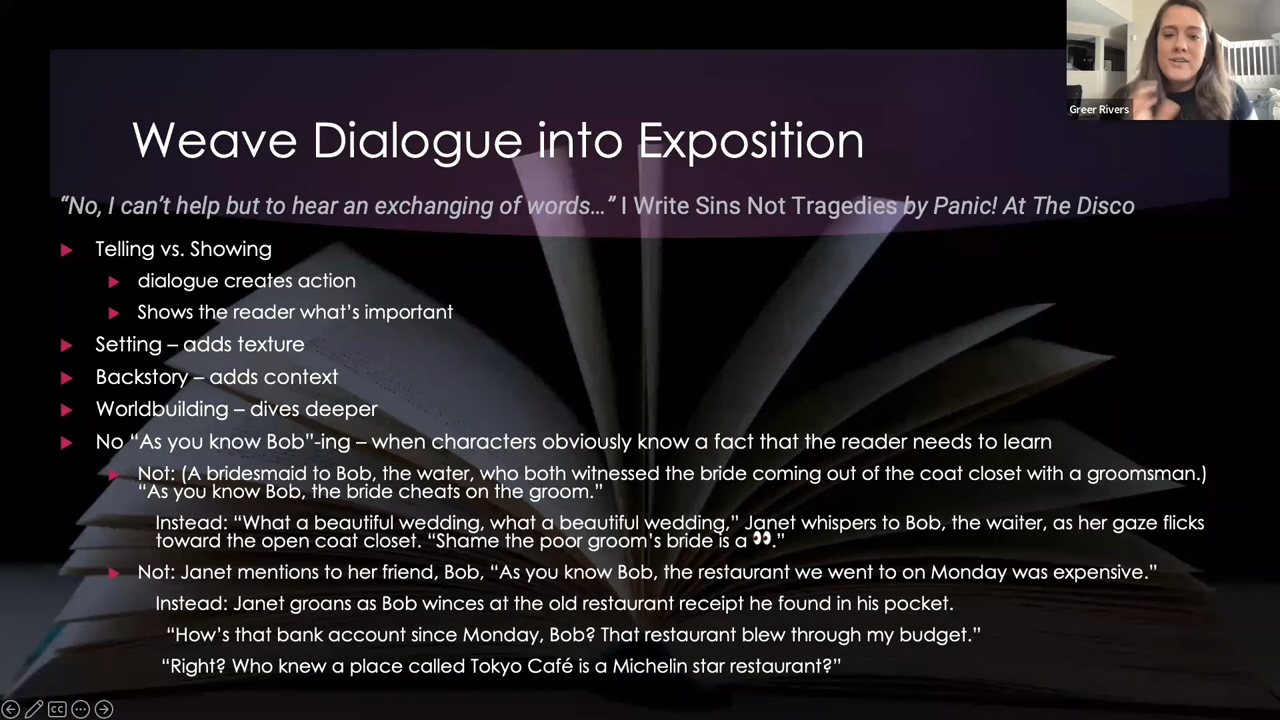 Greer Rivers
Weave Dialogue into Exposition
“No, I can’t help but to hear an exchanging of words...” I Write Sins Not Tragedies by Panic! At The Disco
Telling vs. Showing
dialogue creates action
Shows the reader what’s important
Setting – adds texture
Backstory – adds context
Worldbuilding – dives deeper
No “As you know Bob”-ing – when characters obviously know a fact that the reader needs to learn
Not: (A bridesmaid to Bob, the water, who both witnessed the bride coming out of the coat closet with a groomsman.)
“As you know Bob, the bride cheats on the groom.”
Instead: “What a beautiful wedding, what a beautiful wedding,” Janet whispers to Bob, the waiter, as her gaze flicks
toward the open coat closet. “Shame the poor groom’s bride is a 👀.”
Not: Janet mentions to her friend, Bob, “As you know Bob, the restaurant we went to on Monday was expensive.”
Instead: Janet groans as Bob winces at the old restaurant receipt he found in his pocket.
“How’s that bank account since Monday, Bob? That restaurant blew through my budget.”
“Right? Who knew a place called Tokyo Café is a Michelin star restaurant?”
CC